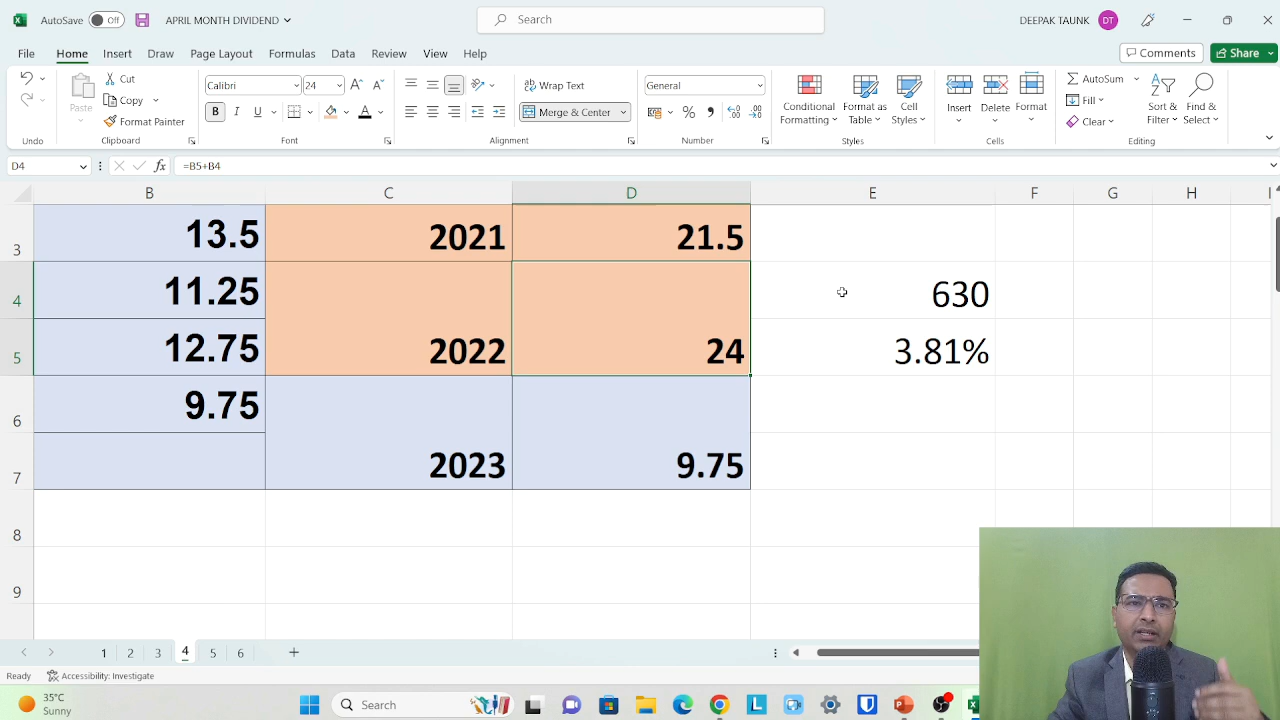 AutoSave Off APRIL MONTH DIVIDEND Search DEEPAK TAUNK DT
File Home Insert Draw Page Layout Formulas Data Review View Help Comments Share
Undo
Paste
Cut
Copy
Format Painter
Clipboard
Calibri 24 A A
B I U A
Font
Wrap Text
Merge & Center
Alignment
General
% 9
Number
Conditional Formatting
Format as Table
Cell Styles
Styles
Insert Delete Format
Cells
AutoSum
Fill
Clear
Sort & Filter
Find & Select
Editing
D4 fx =B5+B4
B C D E F G H I
3 13.5 2021 21.5
4 11.25 630
5 12.75 2022 24 3.81%
6 9.75
7 2023 9.75
8
9
1 2 3 4 5 6
Ready Accessibility: Investigate
35°C
Sunny
Search
L